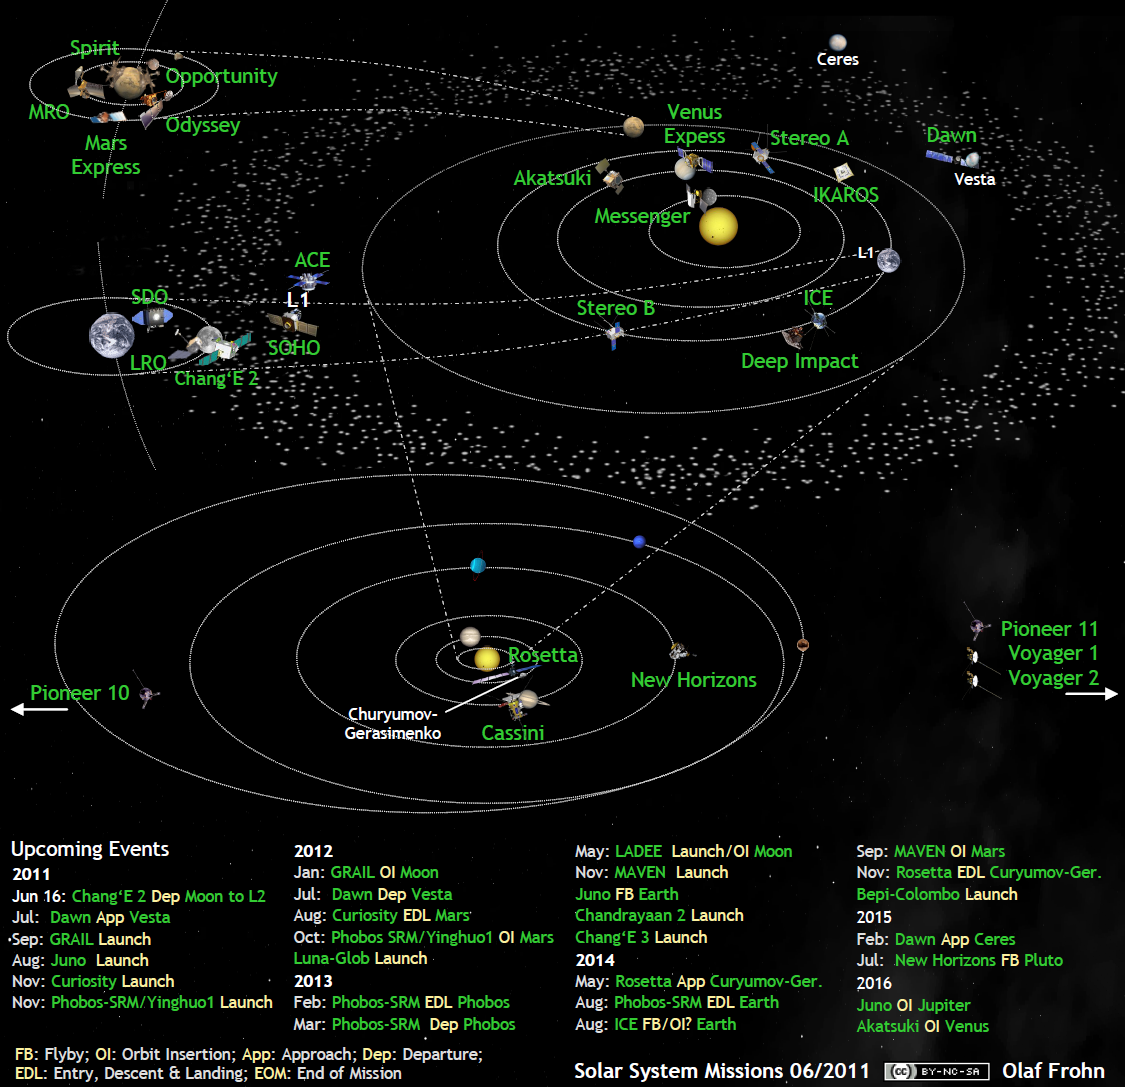 Spirit
Opportunity
MRO
Odyssey
Mars
Express
Ceres
Venus
Expess
Stereo A
Dawn
Vesta
Akatsuki
IKAROS
Messenger
L-1
ACE
L1
SDO
SOHO
LRO
Chang‘E 2
Stereo B
ICE
Deep Impact
Rosetta
New Horizons
Pioneer 11
Voyager 1
Voyager 2
Pioneer 10
Churyumov-
Gerasimenko
Cassini
Upcoming Events
2011
Jun 16: Chang‘E 2 Dep Moon to L2
Jul: Dawn App Vesta
Sep: GRAIL Launch
Aug: Juno Launch
Nov: Curiosity Launch
Nov: Phobos-SRM/Yinghuo1 Launch
2012
Jan: GRAIL OI Moon
Jul: Dawn Dep Vesta
Aug: Curiosity EDL Mars
Oct: Phobos SRM/Yinghuo1 OI Mars
Luna-Glob Launch
2013
Feb: Phobos-SRM EDL Phobos
Mar: Phobos-SRM Dep Phobos
May: LADEE Launch/OI Moon
Nov: MAVEN Launch
Juno FB Earth
Chandrayaan 2 Launch
Chang‘E 3 Launch
2014
May: Rosetta App Curyumov-Ger.
Aug: Phobos-SRM EDL Earth
Aug: ICE FB/OI? Earth
Sep: MAVEN OI Mars
Nov: Rosetta EDL Curyumov-Ger.
Bepi-Colombo Launch
2015
Feb: Dawn App Ceres
Jul: New Horizons FB Pluto
2016
Juno OI Jupiter
Akatsuki OI Venus
FB: Flyby; OI: Orbit Insertion; App: Approach; Dep: Departure;
EDL: Entry, Descent & Landing; EOM: End of Mission
Solar System Missions 06/2011 cc BY-NC-SA Olaf Frohn